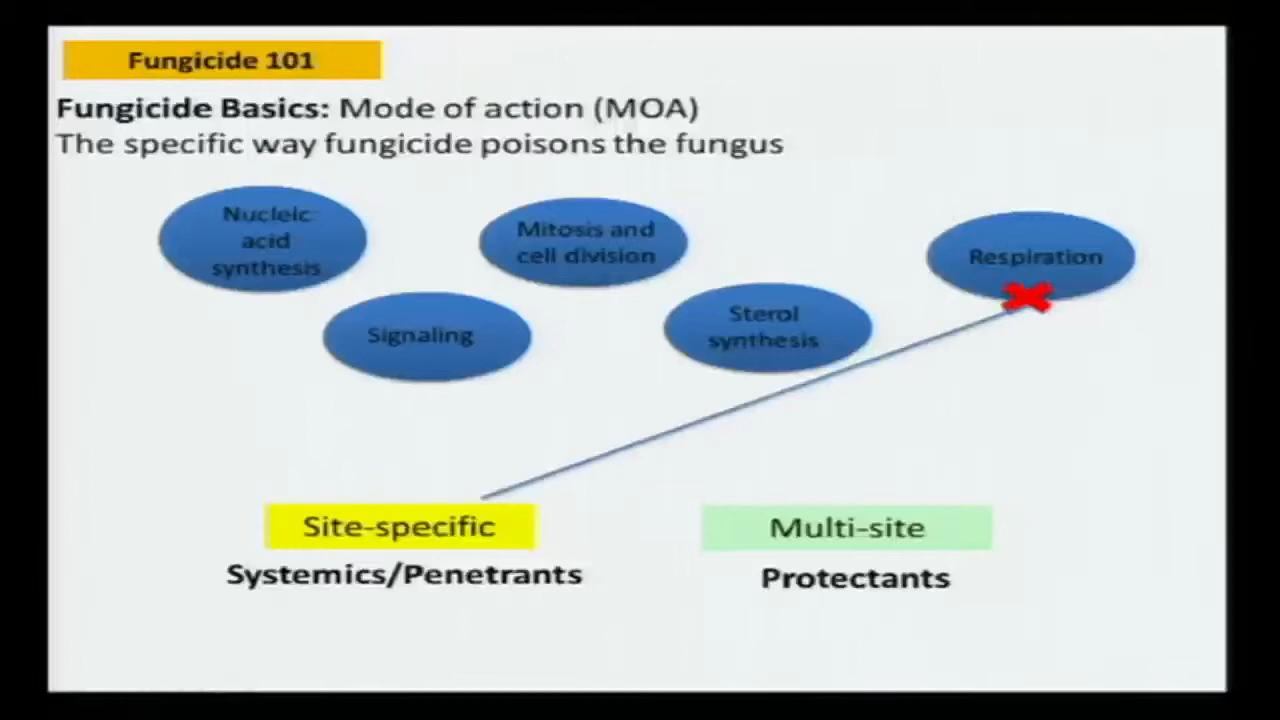 Fungicide 101
Fungicide Basics: Mode of action (MOA)
The specific way fungicide poisons the fungus
Nucleic
acid
synthesis
Mitosis and
cell division
Respiration
Signaling
Sterol
synthesis
Site-specific
Multi-site
Systemics/Penetrants
Protectants